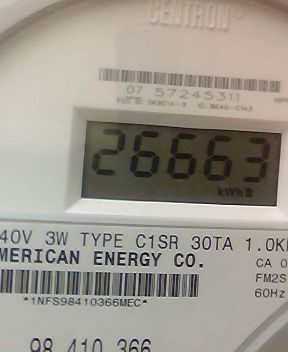 CENTRON
07 57245311
26663
kWh
40V 3W TYPE C1SR 30TA 1.0K
MERICAN ENERGY CO.
CA 0
FM2S
60Hz
*1NFS98410366MEC*
98 410 366